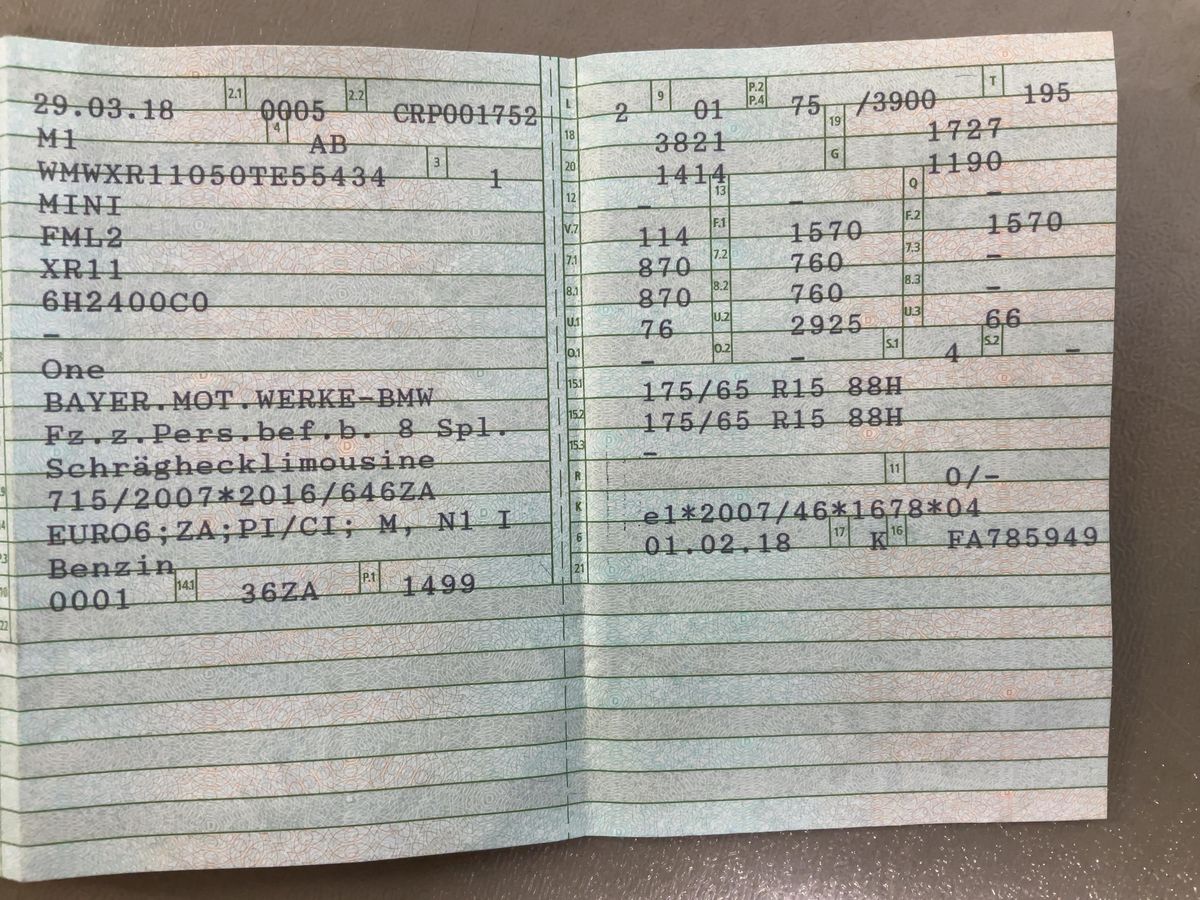 29.03.18 2.1 0005 2.2 CRP001752
M1 4 AB
WMWXR11050TE55434 3 1
MINI
FML2
XR11
6H2400C0
–
One
BAYER.MOT.WERKE-BMW
Fz.z.Pers.bef.b. 8 Spl.
Schräghecklimousine
715/2007*2016/646ZA
EURO6;ZA;PI/CI; M, N1 I
Benzin
10 0001 14.1 36ZA P.1 1499
22
L 2 9 01 P.2 P.4 75 /3900 T 195
18 3821 19 1727
20 1414 G 1190
12 – 13 – Q –
V.7 114 F.1 1570 F.2 1570
7.1 870 7.2 760 7.3 –
8.1 870 8.2 760 8.3 –
U.1 76 U.2 2925 U.3 66
O.1 – O.2 – S.1 4 S.2 –
15.1 175/65 R15 88H
15.2 175/65 R15 88H
15.3 –
R 11 0/–
K e1*2007/46*1678*04
6 01.02.18 17 K 16 FA785949
21